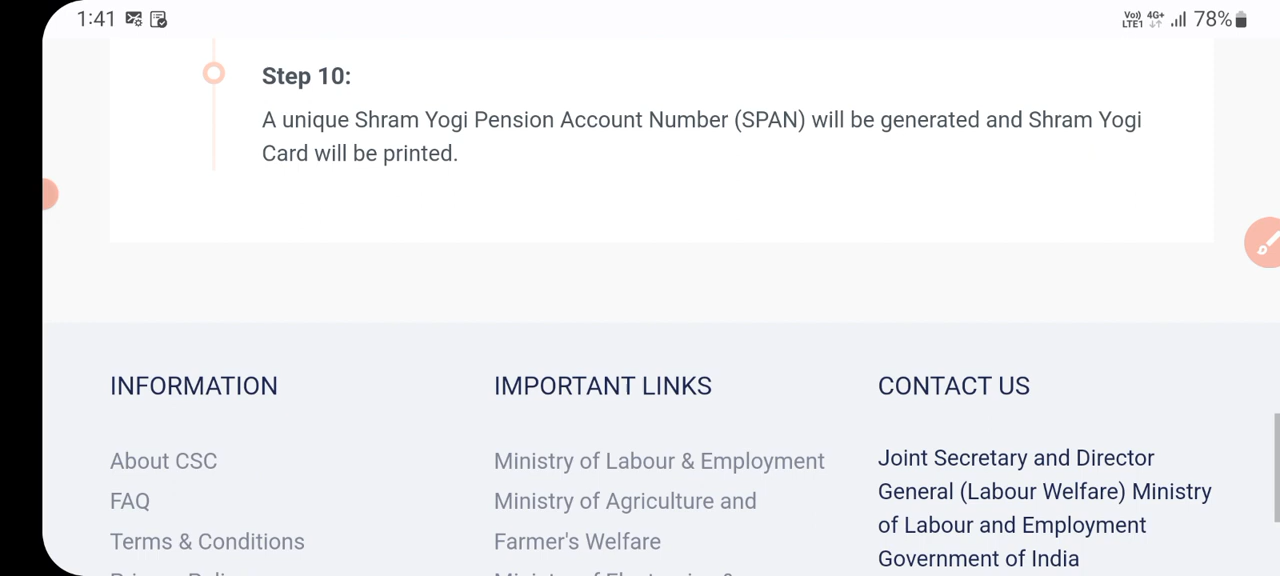 1:41
Vo)) 4G+
LTE1 78%
Step 10:
A unique Shram Yogi Pension Account Number (SPAN) will be generated and Shram Yogi
Card will be printed.
INFORMATION
About CSC
FAQ
Terms & Conditions
IMPORTANT LINKS
Ministry of Labour & Employment
Ministry of Agriculture and
Farmer's Welfare
CONTACT US
Joint Secretary and Director
General (Labour Welfare) Ministry
of Labour and Employment
Government of India